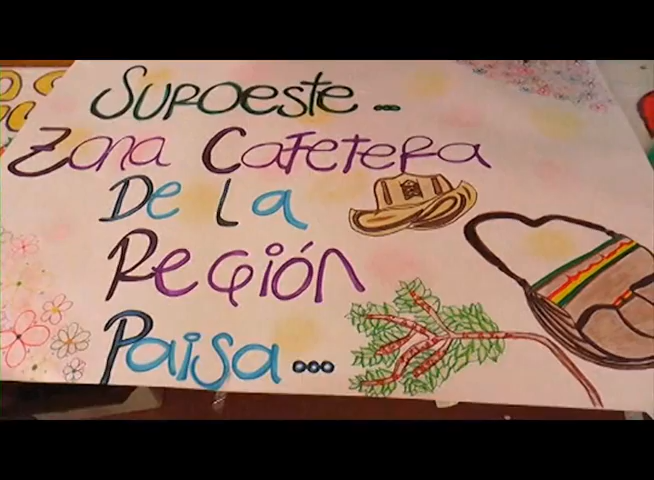 Suroeste...
Zona Cafetera
De La
Región
Paisa...